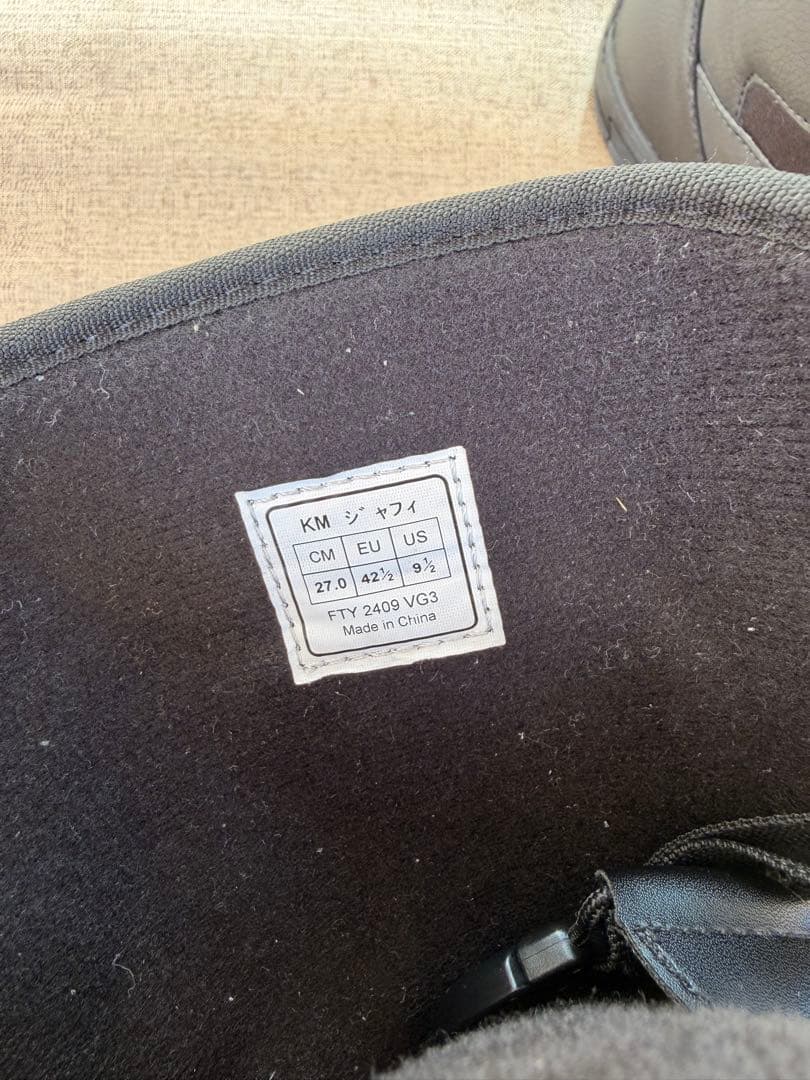 KM ジャフィ
CM EU US
27.0 42½ 9½
FTY 2409 VG3
Made in China